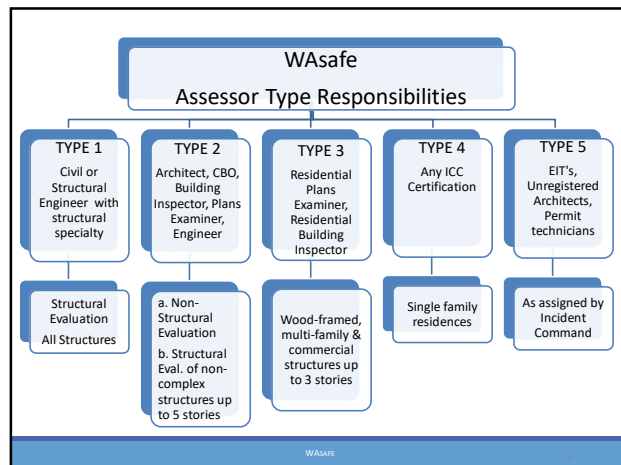 WAsafe
Assessor Type Responsibilities
TYPE 1
Civil or
Structural
Engineer with
structural
specialty
TYPE 2
Architect, CBO,
Building
Inspector, Plans
Examiner,
Engineer
TYPE 3
Residential
Plans
Examiner,
Residential
Building
Inspector
TYPE 4
Any ICC
Certification
TYPE 5
EIT's,
Unregistered
Architects,
Permit
technicians
Structural
Evaluation
All Structures
a. Non-
Structural
Evaluation
b. Structural
Eval. of non-
complex
structures up
to 5 stories
Wood-framed,
multi-family &
commercial
structures up
to 3 stories
Single family
residences
As assigned by
Incident
Command
WASAFE